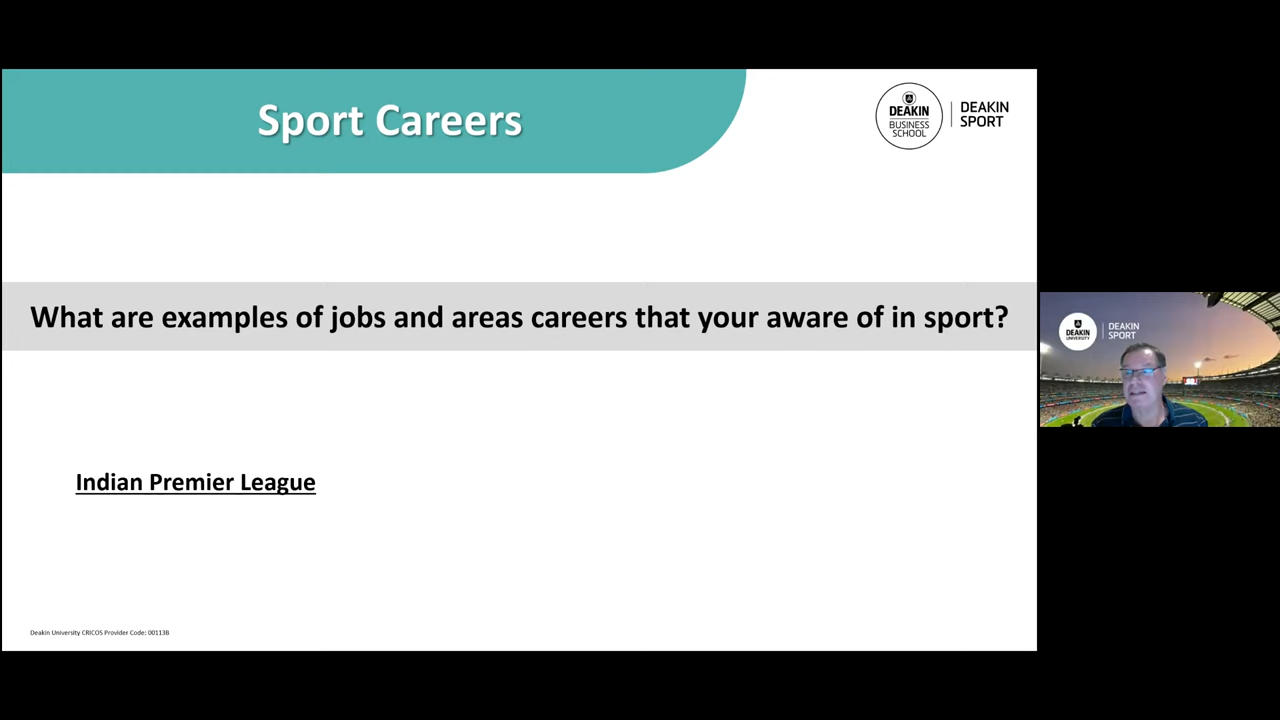 Sport Careers
DEAKIN
BUSINESS
SCHOOL
DEAKIN
SPORT
What are examples of jobs and areas careers that your aware of in sport?
DEAKIN
UNIVERSITY
DEAKIN
SPORT
Indian Premier League
Deakin University CRICOS Provider Code: 00113B